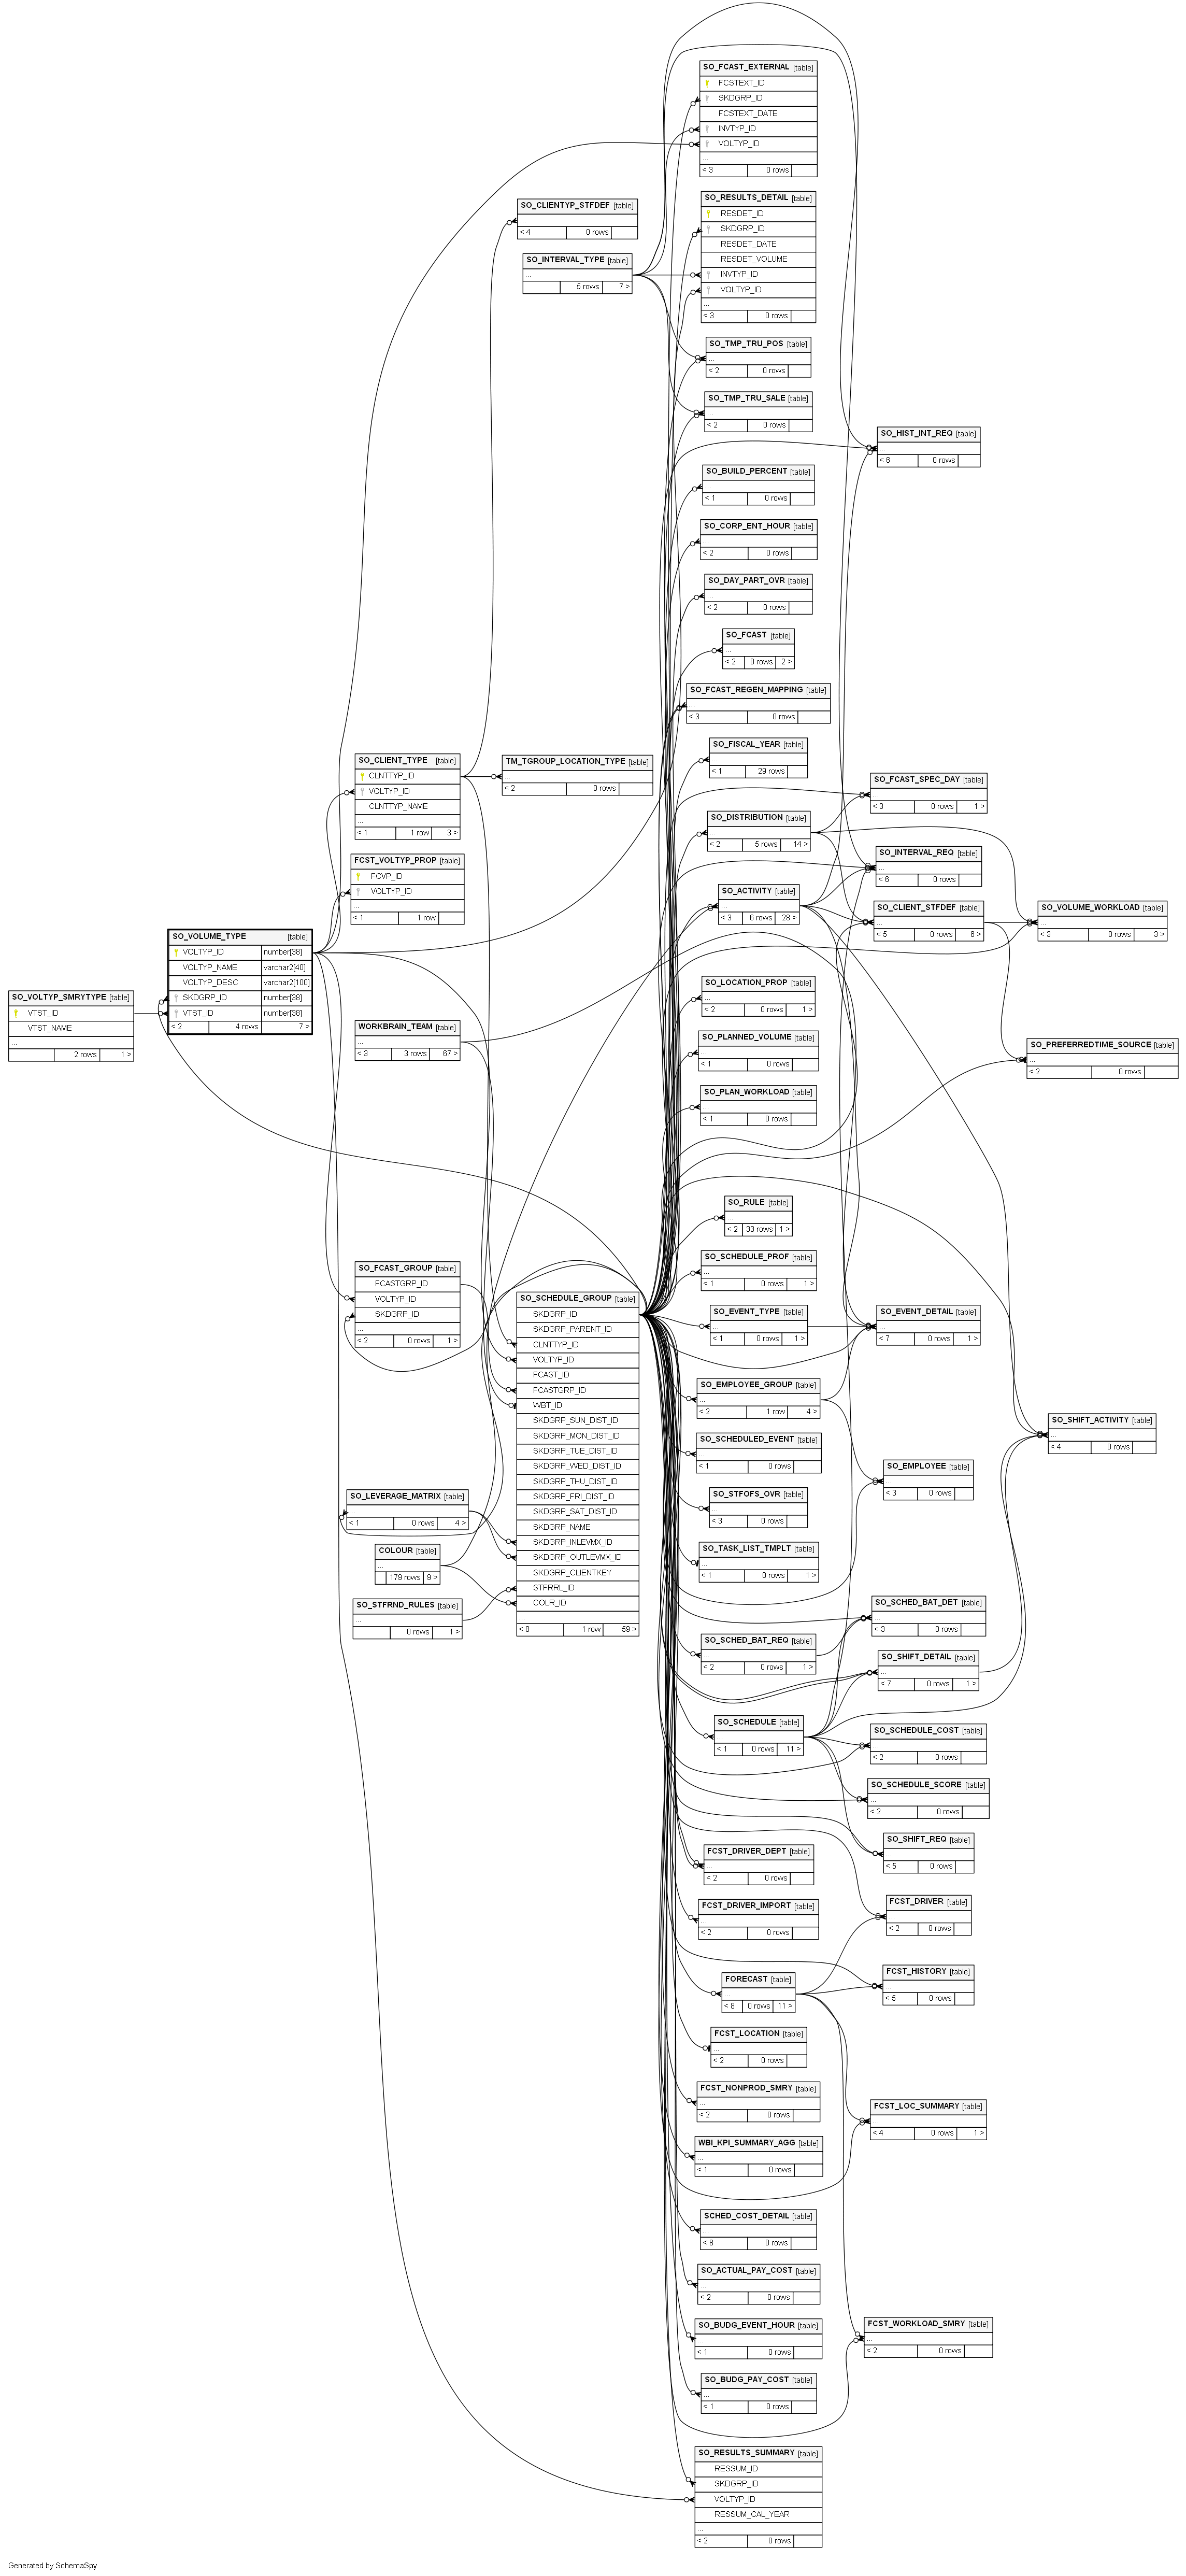 SO_FCAST_EXTERNAL [table]
FCSTEXT_ID
SKDGRP_ID
FCSTEXT_DATE
INVTYP_ID
VOLTYP_ID
...
< 3 0 rows
SO_RESULTS_DETAIL [table]
RESDET_ID
SKDGRP_ID
RESDET_DATE
RESDET_VOLUME
INVTYP_ID
VOLTYP_ID
...
< 3 0 rows
SO_CLIENTYP_STFDEF [table]
...
< 4 0 rows
SO_INTERVAL_TYPE [table]
...
5 rows 7 >
SO_TMP_TRU_POS [table]
...
< 2 0 rows
SO_TMP_TRU_SALE [table]
...
< 2 0 rows
SO_HIST_INT_REQ [table]
...
< 6 0 rows
SO_BUILD_PERCENT [table]
...
< 1 0 rows
SO_CORP_ENT_HOUR [table]
...
< 2 0 rows
SO_DAY_PART_OVR [table]
...
< 2 0 rows
SO_FCAST [table]
...
< 2 0 rows 2 >
SO_FCAST_REGEN_MAPPING [table]
...
< 3 0 rows
SO_FISCAL_YEAR [table]
...
< 1 29 rows
SO_CLIENT_TYPE [table]
CLNTTYP_ID
VOLTYP_ID
CLNTTYP_NAME
...
< 1 1 row 3 >
TM_TGROUP_LOCATION_TYPE [table]
...
< 2 0 rows
SO_FCAST_SPEC_DAY [table]
...
< 3 0 rows 1 >
SO_DISTRIBUTION [table]
...
< 2 5 rows 14 >
SO_INTERVAL_REQ [table]
...
< 6 0 rows
FCST_VOLTYP_PROP [table]
FCVP_ID
VOLTYP_ID
...
< 1 1 row
SO_ACTIVITY [table]
...
< 3 6 rows 28 >
SO_CLIENT_STFDEF [table]
...
< 5 0 rows 6 >
SO_VOLUME_WORKLOAD [table]
...
< 3 0 rows 3 >
SO_VOLUME_TYPE [table]
VOLTYP_ID number[38]
VOLTYP_NAME varchar2[40]
VOLTYP_DESC varchar2[100]
SKDGRP_ID number[38]
VTST_ID number[38]
< 2 4 rows 7 >
SO_VOLTYP_SMRYTYPE [table]
VTST_ID
VTST_NAME
...
2 rows 1 >
SO_LOCATION_PROP [table]
...
< 2 0 rows 1 >
WORKBRAIN_TEAM [table]
...
< 3 3 rows 67 >
SO_PLANNED_VOLUME [table]
...
< 1 0 rows
SO_PREFERREDTIME_SOURCE [table]
...
< 2 0 rows
SO_PLAN_WORKLOAD [table]
...
< 1 0 rows
SO_RULE [table]
...
< 2 33 rows 1 >
SO_SCHEDULE_PROF [table]
...
< 1 0 rows 1 >
SO_FCAST_GROUP [table]
FCASTGRP_ID
VOLTYP_ID
SKDGRP_ID
...
< 2 0 rows 1 >
SO_SCHEDULE_GROUP [table]
SKDGRP_ID
SKDGRP_PARENT_ID
CLNTTYP_ID
VOLTYP_ID
FCAST_ID
FCASTGRP_ID
WBT_ID
SKDGRP_SUN_DIST_ID
SKDGRP_MON_DIST_ID
SKDGRP_TUE_DIST_ID
SKDGRP_WED_DIST_ID
SKDGRP_THU_DIST_ID
SKDGRP_FRI_DIST_ID
SKDGRP_SAT_DIST_ID
SKDGRP_NAME
SKDGRP_INLEVMX_ID
SKDGRP_OUTLEVMX_ID
SKDGRP_CLIENTKEY
STFRRL_ID
COLR_ID
...
< 8 1 row 59 >
SO_EVENT_TYPE [table]
...
< 1 0 rows 1 >
SO_EVENT_DETAIL [table]
...
< 7 0 rows 1 >
SO_EMPLOYEE_GROUP [table]
...
< 2 1 row 4 >
SO_SHIFT_ACTIVITY [table]
...
< 4 0 rows
SO_SCHEDULED_EVENT [table]
...
< 1 0 rows
SO_EMPLOYEE [table]
...
< 3 0 rows
SO_LEVERAGE_MATRIX [table]
...
< 1 0 rows 4 >
SO_STFOFS_OVR [table]
...
< 3 0 rows
COLOUR [table]
...
179 rows 9 >
SO_TASK_LIST_TMPLT [table]
...
< 1 0 rows 1 >
SO_STFRND_RULES [table]
...
0 rows 1 >
SO_SCHED_BAT_DET [table]
...
< 3 0 rows
SO_SCHED_BAT_REQ [table]
...
< 2 0 rows 1 >
SO_SHIFT_DETAIL [table]
...
< 7 0 rows 1 >
SO_SCHEDULE [table]
...
< 1 0 rows 11 >
SO_SCHEDULE_COST [table]
...
< 2 0 rows
SO_SCHEDULE_SCORE [table]
...
< 2 0 rows
SO_SHIFT_REQ [table]
...
< 5 0 rows
FCST_DRIVER_DEPT [table]
...
< 2 0 rows
FCST_DRIVER [table]
...
< 2 0 rows
FCST_DRIVER_IMPORT [table]
...
< 2 0 rows
FCST_HISTORY [table]
...
< 5 0 rows
FORECAST [table]
...
< 8 0 rows 11 >
FCST_LOCATION [table]
...
< 2 0 rows
FCST_NONPROD_SMRY [table]
...
< 2 0 rows
FCST_LOC_SUMMARY [table]
...
< 4 0 rows 1 >
WBI_KPI_SUMMARY_AGG [table]
...
< 1 0 rows
SCHED_COST_DETAIL [table]
...
< 8 0 rows
SO_ACTUAL_PAY_COST [table]
...
< 2 0 rows
SO_BUDG_EVENT_HOUR [table]
...
< 1 0 rows
FCST_WORKLOAD_SMRY [table]
...
< 2 0 rows
SO_BUDG_PAY_COST [table]
...
< 1 0 rows
SO_RESULTS_SUMMARY [table]
RESSUM_ID
SKDGRP_ID
VOLTYP_ID
RESSUM_CAL_YEAR
...
< 2 0 rows
Generated by SchemaSpy